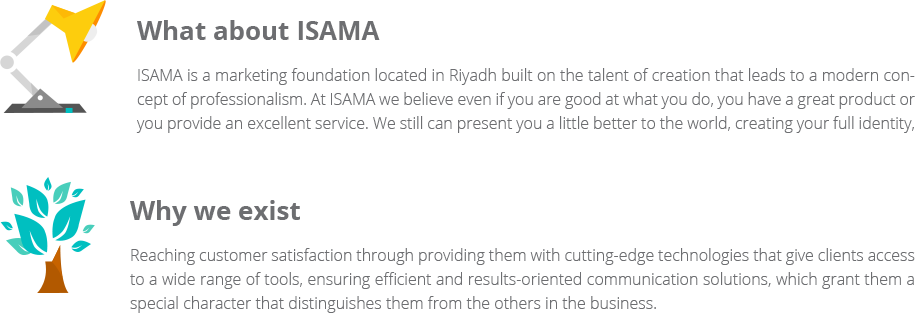 What about ISAMA
ISAMA is a marketing foundation located in Riyadh built on the talent of creation that leads to a modern con-
cept of professionalism. At ISAMA we believe even if you are good at what you do, you have a great product or
you provide an excellent service. We still can present you a little better to the world, creating your full identity,
Why we exist
Reaching customer satisfaction through providing them with cutting-edge technologies that give clients access
to a wide range of tools, ensuring efficient and results-oriented communication solutions, which grant them a
special character that distinguishes them from the others in the business.